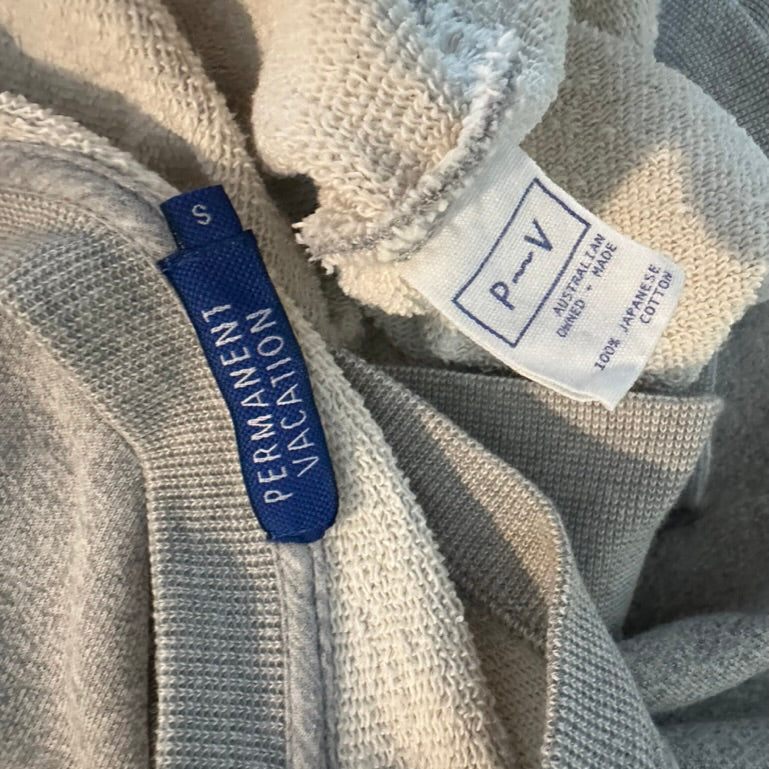 S
PERMANENT
VACATION
P—V
AUSTRALIAN
OWNED - MADE
100% JAPANESE
COTTON